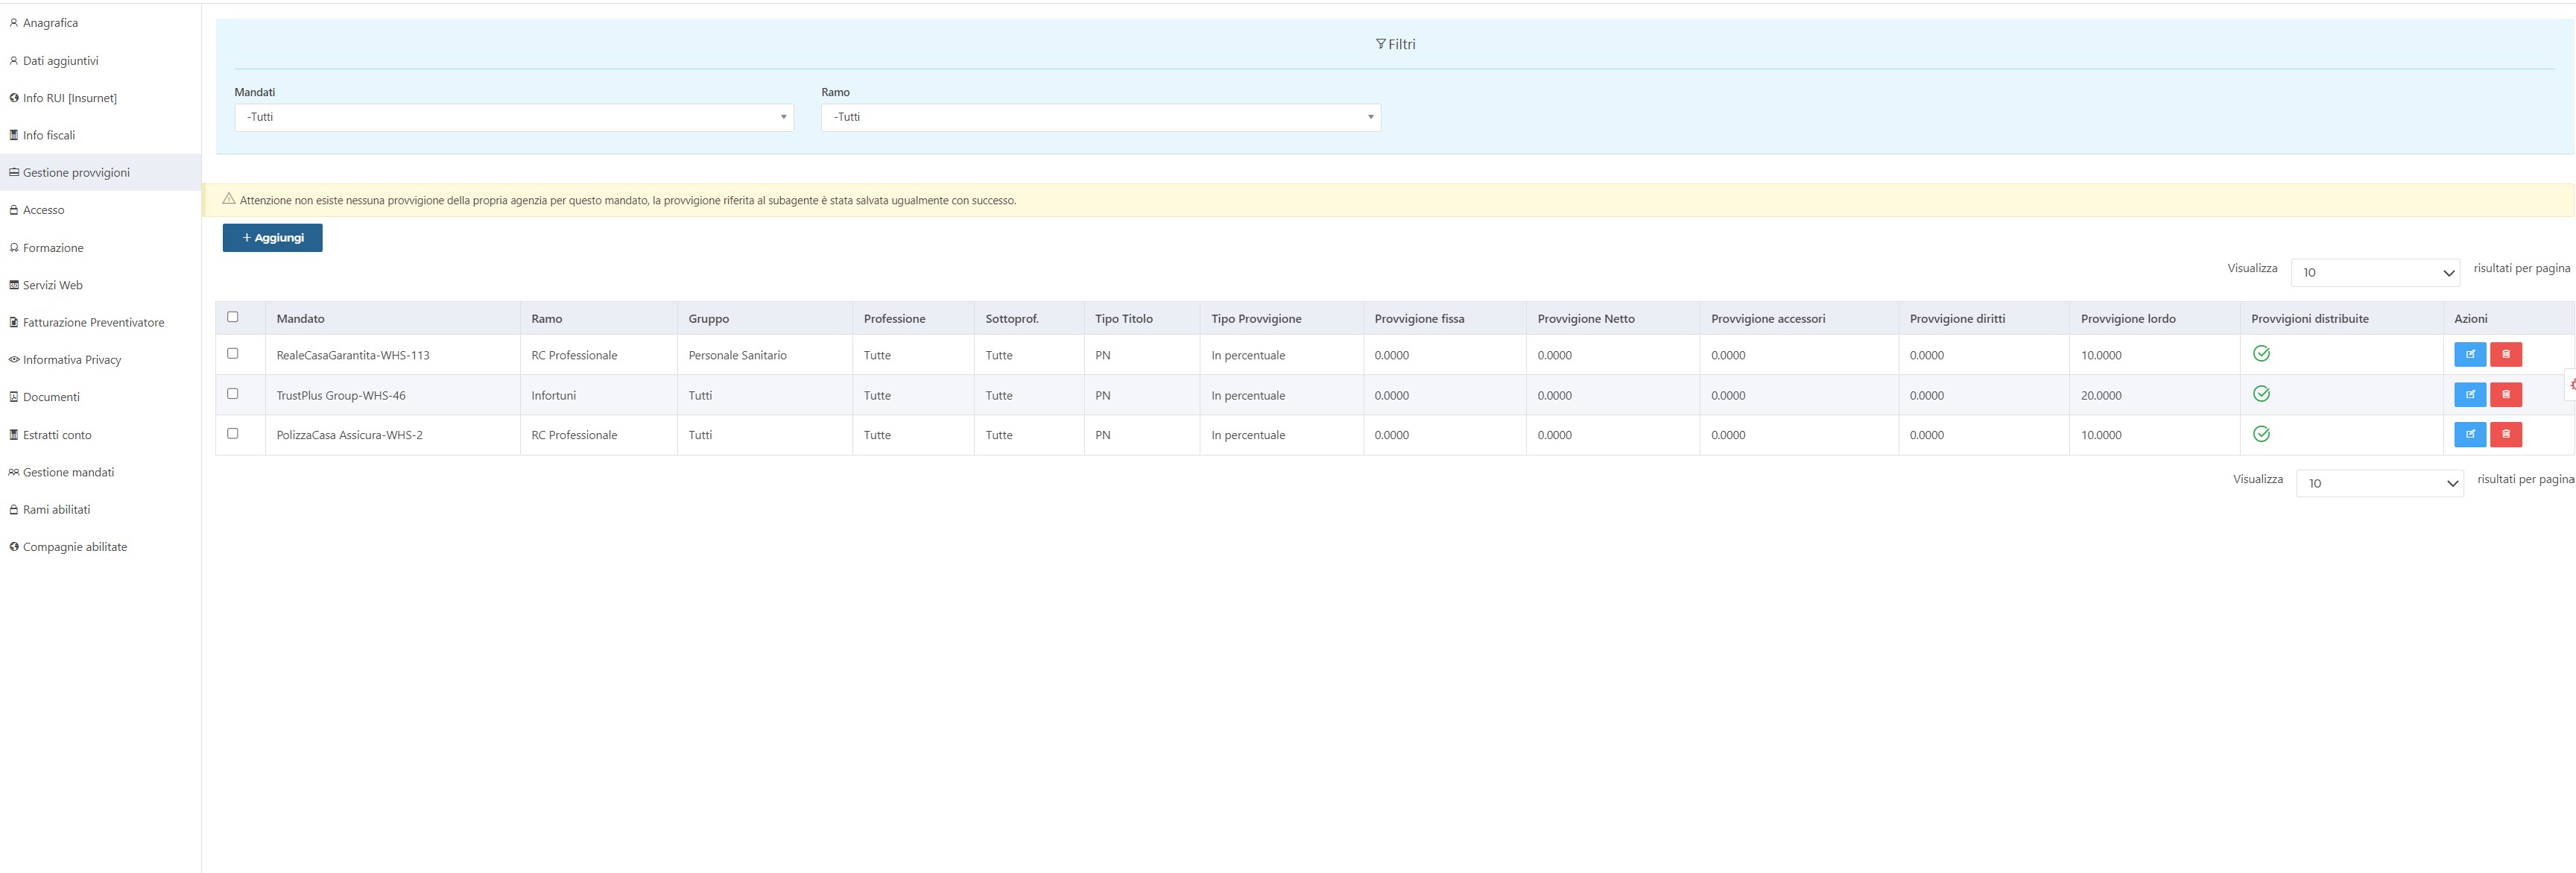 Anagrafica
Dati aggiuntivi
Info RUI [Insurnet]
Info fiscali
Gestione provvigioni
Accesso
Formazione
Servizi Web
Fatturazione Preventivatore
Informativa Privacy
Documenti
Estratti conto
Gestione mandati
Rami abilitati
Compagnie abilitate
Filtri
Mandati Ramo
-Tutti -Tutti
Attenzione non esiste nessuna provvigione della propria agenzia per questo mandato, la provvigione riferita al subagente è stata salvata ugualmente con successo.
+ Aggiungi
Visualizza 10 risultati per pagina
Mandato Ramo Gruppo Professione Sottoprof. Tipo Titolo Tipo Provvigione Provvigione fissa Provvigione Netto Provvigione accessori Provvigione diritti Provvigione lordo Provvigioni distribuite Azioni
RealeCasaGarantita-WHS-113 RC Professionale Personale Sanitario Tutte Tutte PN In percentuale 0.0000 0.0000 0.0000 0.0000 10.0000
TrustPlus Group-WHS-46 Infortuni Tutti Tutte Tutte PN In percentuale 0.0000 0.0000 0.0000 0.0000 20.0000
PolizzaCasa Assicura-WHS-2 RC Professionale Tutti Tutte Tutte PN In percentuale 0.0000 0.0000 0.0000 0.0000 10.0000
Visualizza 10 risultati per pagina